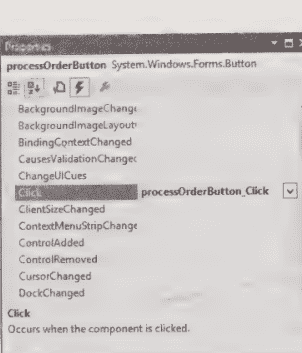 Properties
processOrderButton System.Windows.Forms.Button
BackgroundImageChange
BackgroundImageLayout
BindingContextChanged
CausesValidationChanged
ChangeUICues
Click processOrderButton_Click
ClientSizeChanged
ContextMenuStripChange
ControlAdded
ControlRemoved
CursorChanged
DockChanged
Click
Occurs when the component is clicked.